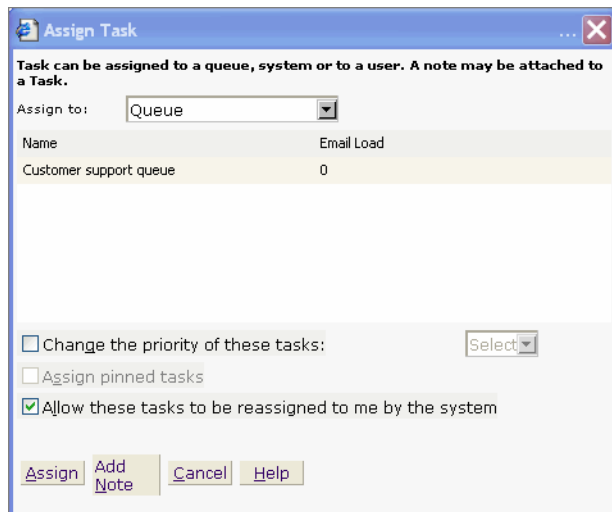 Assign Task ...
Task can be assigned to a queue, system or to a user. A note may be attached to
a Task.
Assign to: Queue
Name Email Load
Customer support queue 0
Change the priority of these tasks: Select
Assign pinned tasks
Allow these tasks to be reassigned to me by the system
Assign Add Note Cancel Help